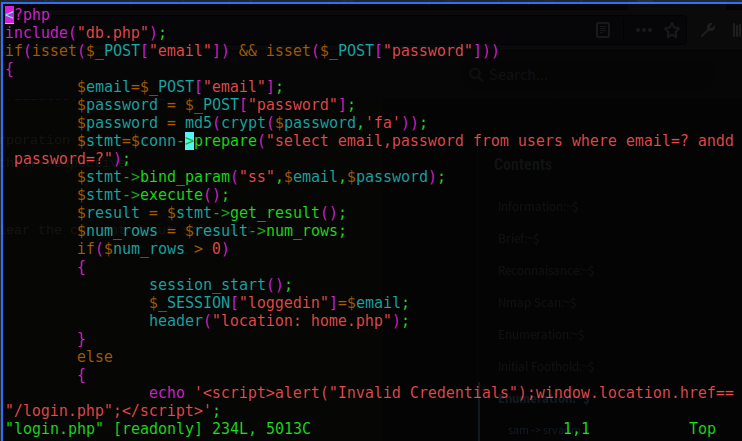 <?php
include("db.php");
if(isset($_POST["email"]) && isset($_POST["password"]))
{
$email=$_POST["email"];
$password = $_POST["password"];
$password = md5(crypt($password,'fa'));
$stmt=$conn->prepare("select email,password from users where email=? andd
password=?");
$stmt->bind_param("ss",$email,$password);
$stmt->execute();
$result = $stmt->get_result();
$num_rows = $result->num_rows;
if($num_rows > 0)
{
session_start();
$_SESSION["loggedin"]=$email;
header("location: home.php");
}
else
{
echo '<script>alert("Invalid Credentials");window.location.href==
"/login.php";</script>';
"login.php" [readonly] 234L, 5013C 1,1 Top
Search...
Contents
Information:~$
Brief:~$
Reconnaisance:~$
Nmap Scan:~$
Enumeration:~$
Initial Foothold:~$
Enumeration:~$